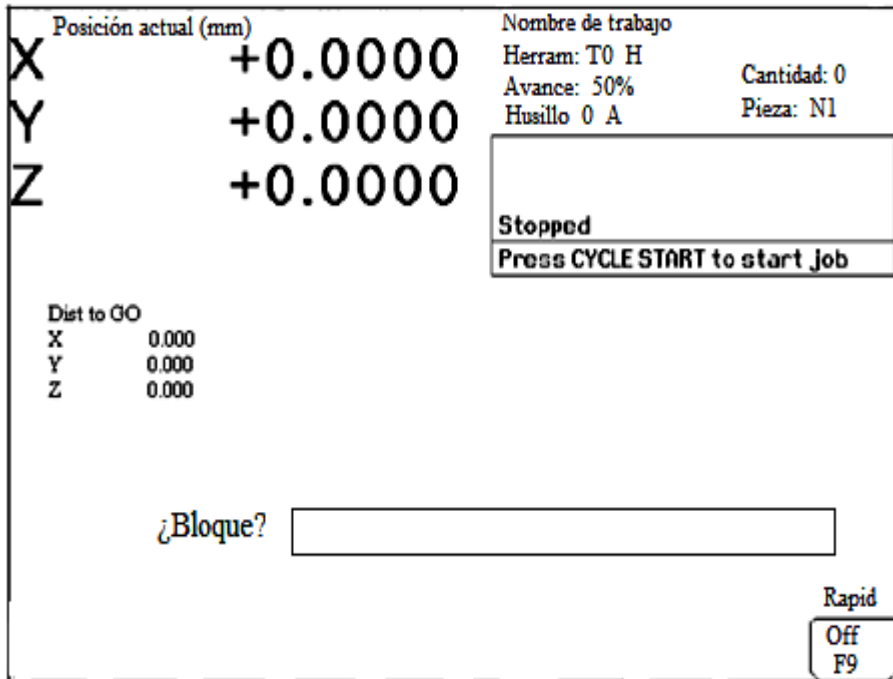 Posición actual (mm)
X +0.0000
Y +0.0000
Z +0.0000
Nombre de trabajo
Herram: T0 H
Avance: 50%
Husillo 0 A
Cantidad: 0
Pieza: N1
Stopped
Press CYCLE START to start job
Dist to GO
X 0.000
Y 0.000
Z 0.000
¿Bloque?
Rapid
Off
F9